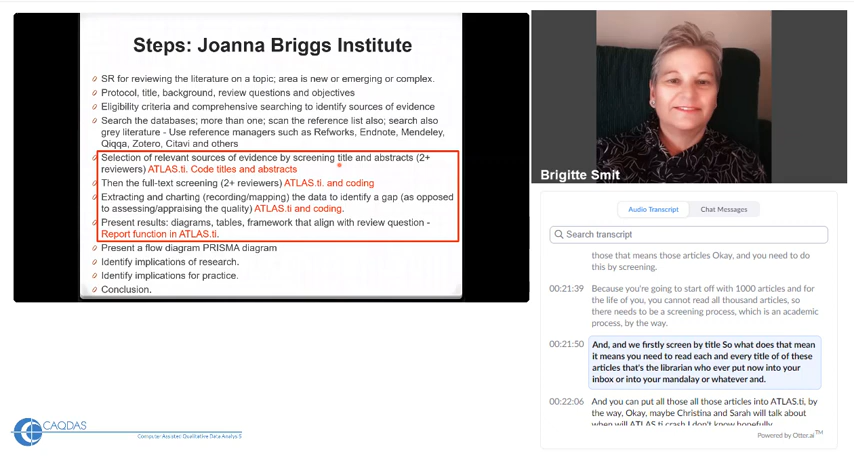 Steps: Joanna Briggs Institute
SR for reviewing the literature on a topic; area is new or emerging or complex.
Protocol, title, background, review questions and objectives
Eligibility criteria and comprehensive searching to identify sources of evidence
Search the databases; more than one; scan the reference list also; search also
grey literature - Use reference managers such as Refworks, Endnote, Mendeley,
Qiqqa, Zotero, Citavi and others
Selection of relevant sources of evidence by screening title and abstracts (2+
reviewers) ATLAS.ti. Code titles and abstracts
Then the full-text screening (2+ reviewers) ATLAS.ti. and coding
Extracting and charting (recording/mapping) the data to identify a gap (as opposed
to assessing/appraising the quality) ATLAS.ti and coding.
Present results: diagrams, tables, framework that align with review question -
Report function in ATLAS.ti.
Present a flow diagram PRISMA diagram
Identify implications of research.
Identify implications for practice.
Conclusion.
Brigitte Smit
Audio Transcript
Chat Messages
Search transcript
those that means those articles Okay, and you need to do
this by screening.
00:21:39
Because you're going to start off with 1000 articles and for
the life of you, you cannot read all thousand articles, so
there needs to be a screening process, which is an academic
process, by the way.
00:21:50
And, and we firstly screen by title So what does that mean
it means you need to read each and every title of of these
articles that's the librarian who ever put now into your
inbox or into your mandalay or whatever and.
00:22:06
And you can put all those all those articles into ATLAS.ti, by
the way, Okay, maybe Christina and Sarah will talk about
when will ATLAS.ti crash I don't know hopefully
Powered by Otter.ai™
CAQDAS
Computer Assisted Qualitative Data Analysis